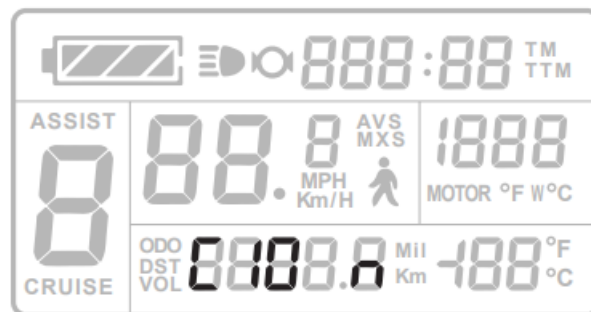 888:88
TM
TTM
ASSIST
8
CRUISE
88.8
AVS
MXS
MPH
Km/H
1888
MOTOR °F W°C
ODO
DST
VOL
C10 n
Mil
Km
-188
°F
°C